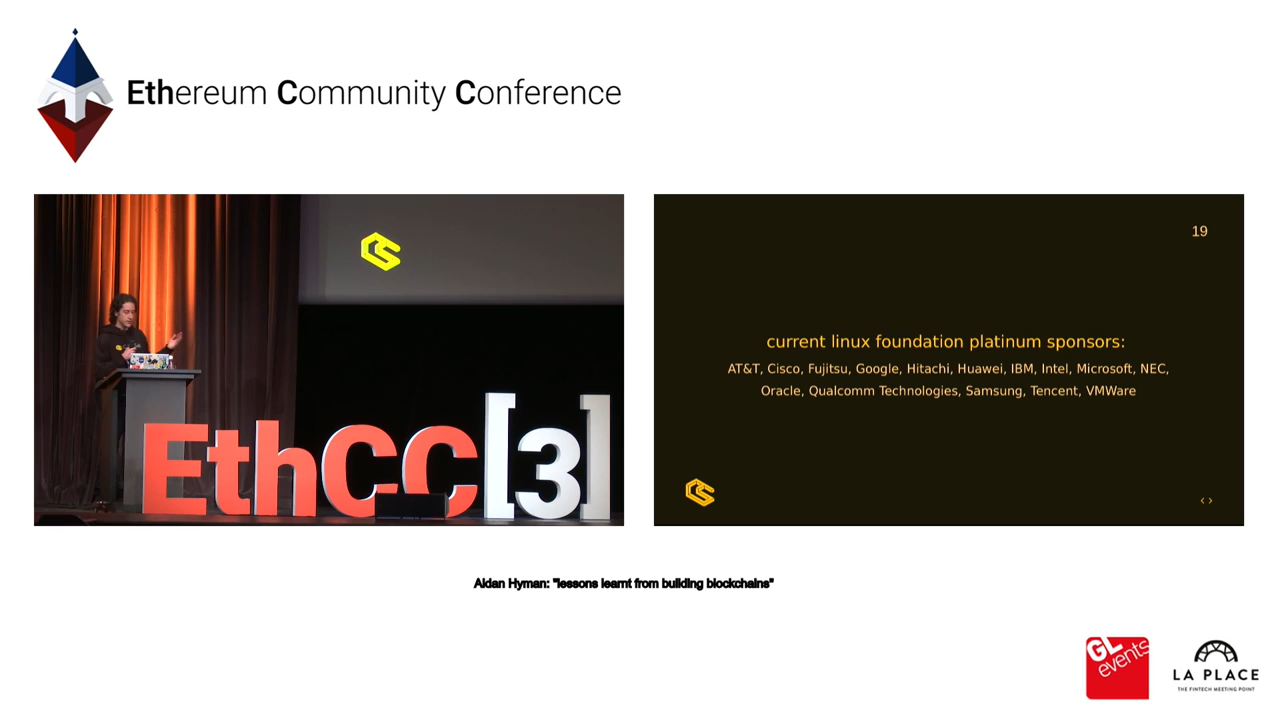 Ethereum Community Conference
EthCC[3]
19
current linux foundation platinum sponsors:
AT&T, Cisco, Fujitsu, Google, Hitachi, Huawei, IBM, Intel, Microsoft, NEC,
Oracle, Qualcomm Technologies, Samsung, Tencent, VMWare
Aidan Hyman: "lessons learnt from building blockchains"
GL
events
LA PLACE
THE FINTECH MEETING POINT